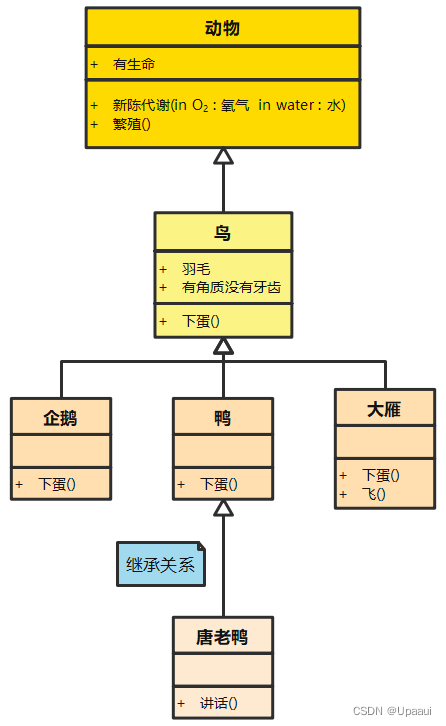 动物
+ 有生命
+ 新陈代谢(in O₂ : 氧气 in water : 水)
+ 繁殖()
鸟
+ 羽毛
+ 有角质没有牙齿
+ 下蛋()
企鹅
+ 下蛋()
鸭
+ 下蛋()
大雁
+ 下蛋()
+ 飞()
继承关系
唐老鸭
+ 讲话()
CSDN @Upaaui